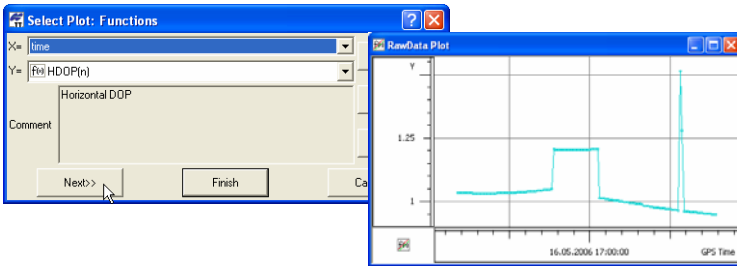 Select Plot: Functions
X= time
Y= f(x) HDOP(n)
Horizontal DOP
Comment
Next>>
Finish
Ca
RawData Plot
Y
1.25
1
16.05.2006 17:00:00
GPS Time